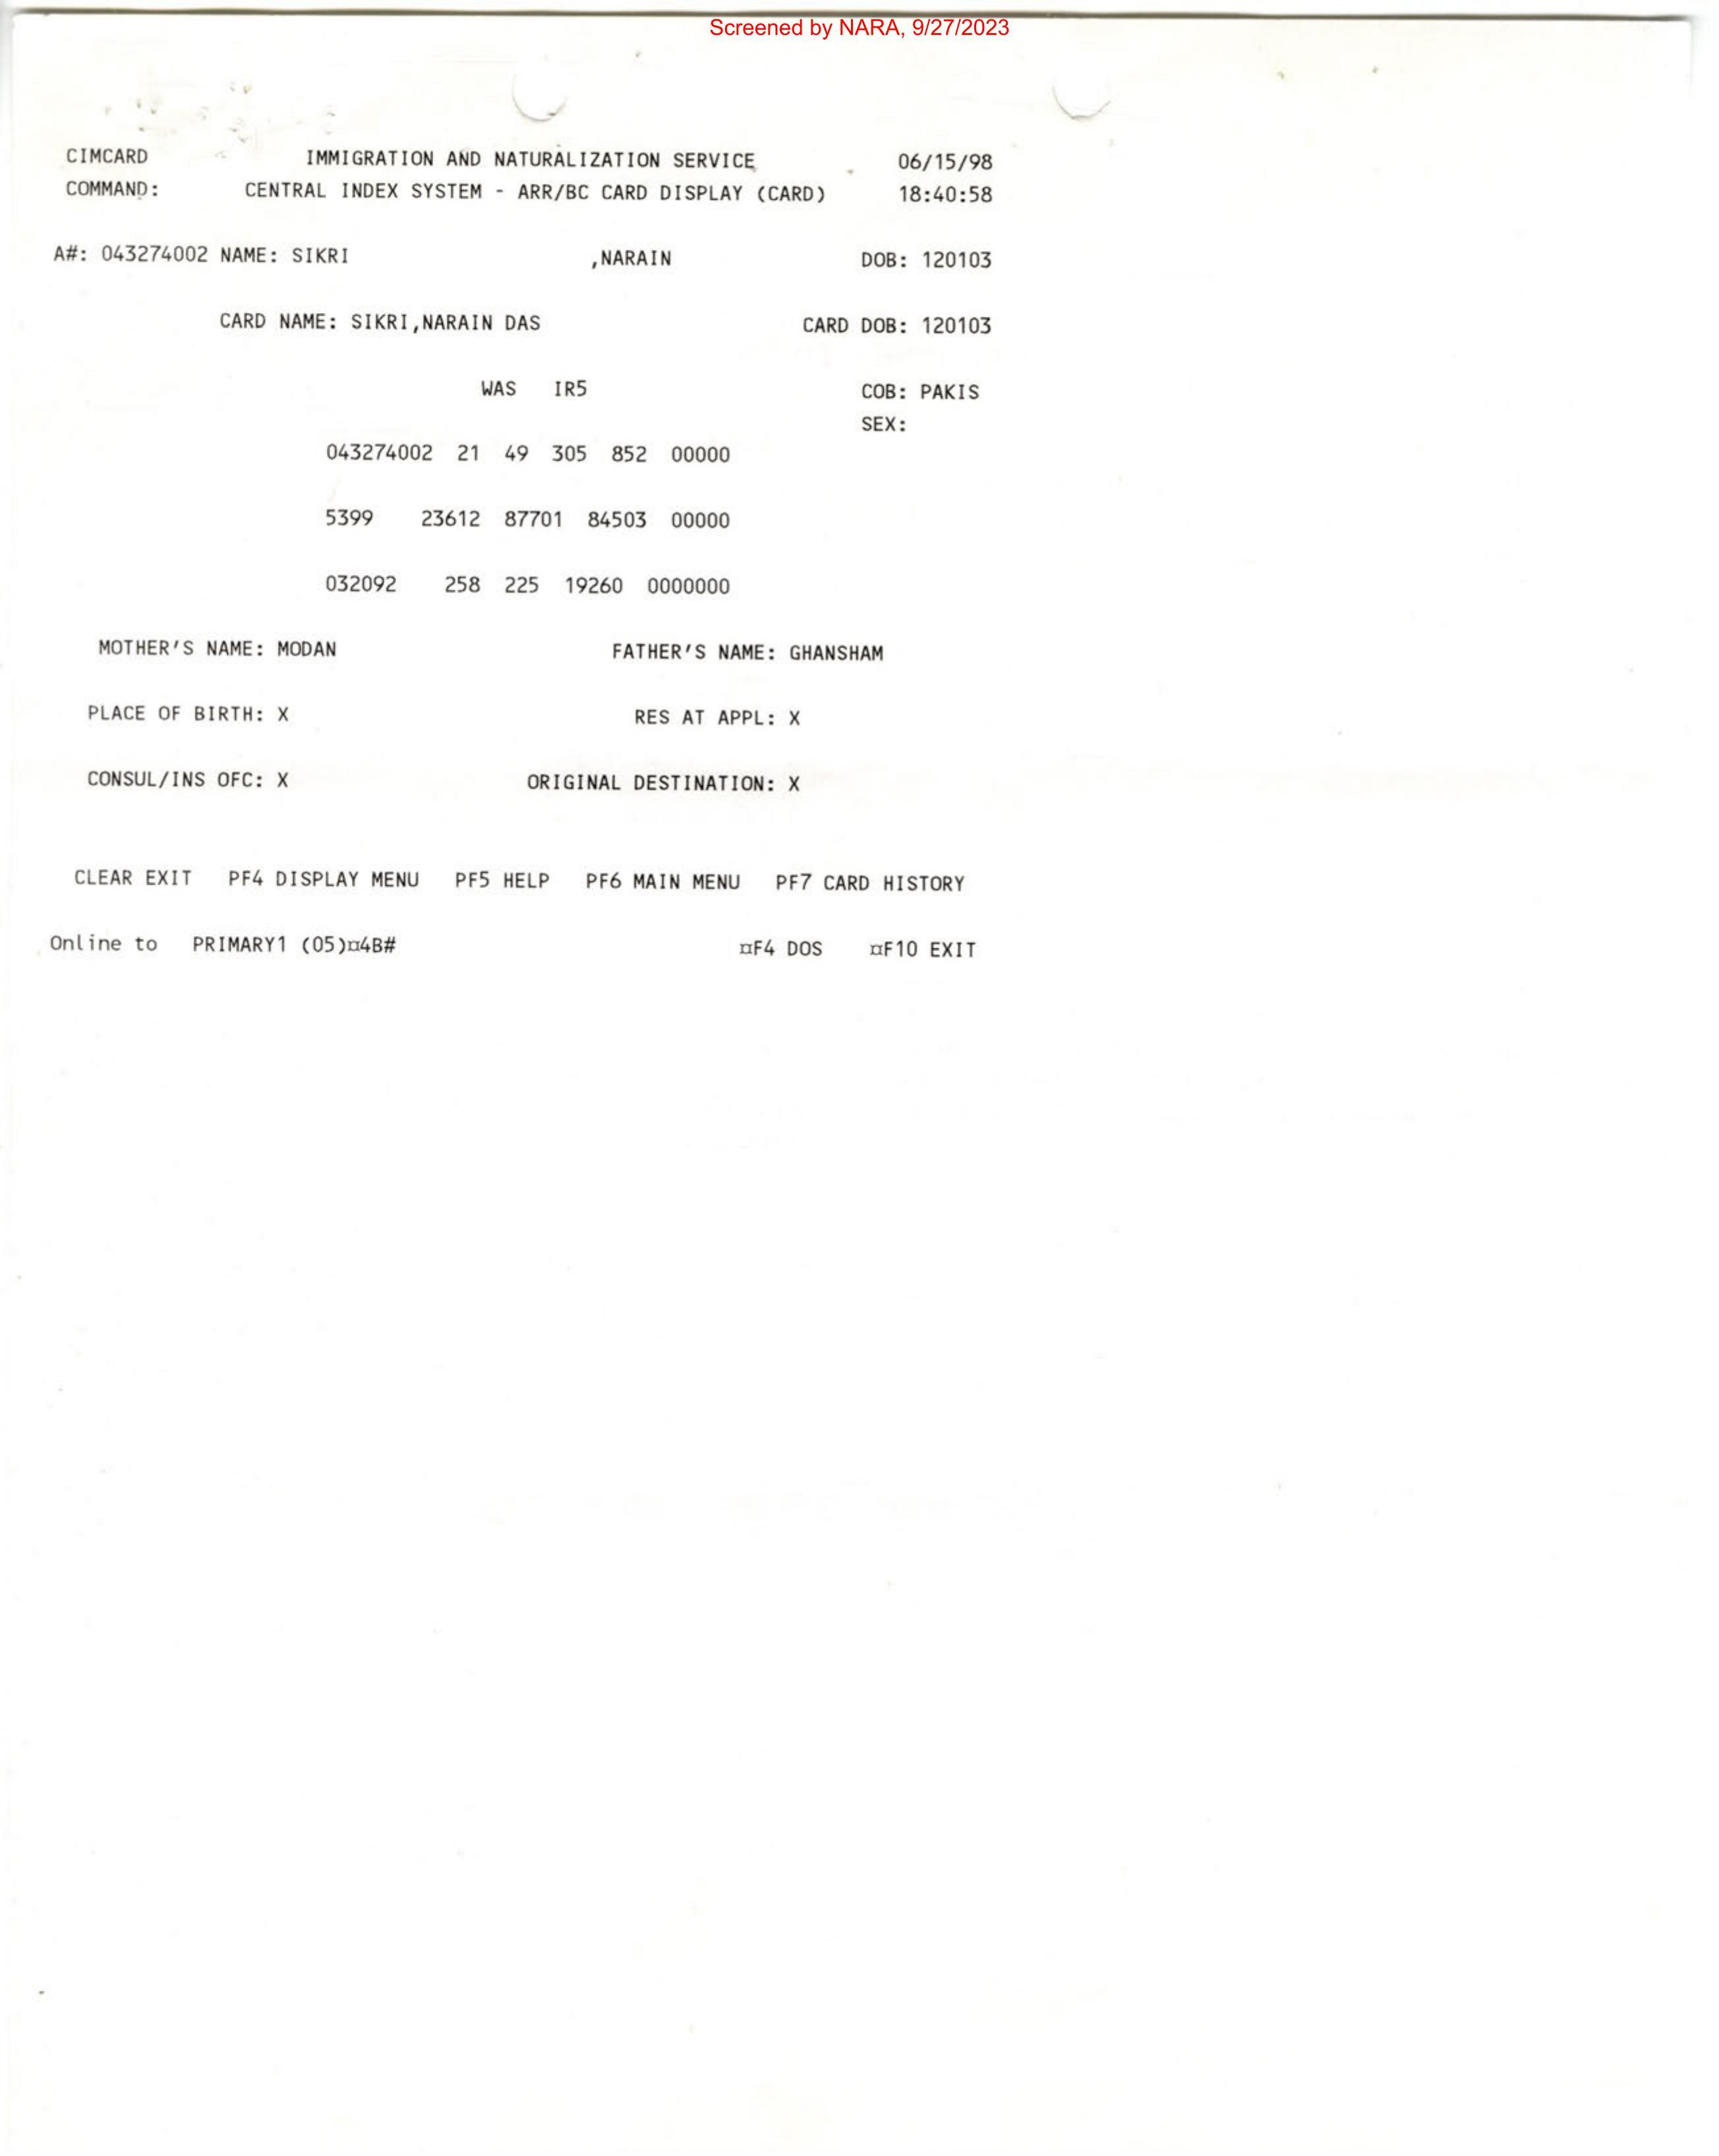 Screened by NARA, 9/27/2023
CIMCARD IMMIGRATION AND NATURALIZATION SERVICE 06/15/98
COMMAND: CENTRAL INDEX SYSTEM - ARR/BC CARD DISPLAY (CARD) 18:40:58
A#: 043274002 NAME: SIKRI ,NARAIN DOB: 120103
CARD NAME: SIKRI,NARAIN DAS CARD DOB: 120103
WAS IR5 COB: PAKIS
SEX:
043274002 21 49 305 852 00000
5399 23612 87701 84503 00000
032092 258 225 19260 0000000
MOTHER'S NAME: MODAN FATHER'S NAME: GHANSHAM
PLACE OF BIRTH: X RES AT APPL: X
CONSUL/INS OFC: X ORIGINAL DESTINATION: X
CLEAR EXIT PF4 DISPLAY MENU PF5 HELP PF6 MAIN MENU PF7 CARD HISTORY
Online to PRIMARY1 (05)¤4B# ¤F4 DOS ¤F10 EXIT